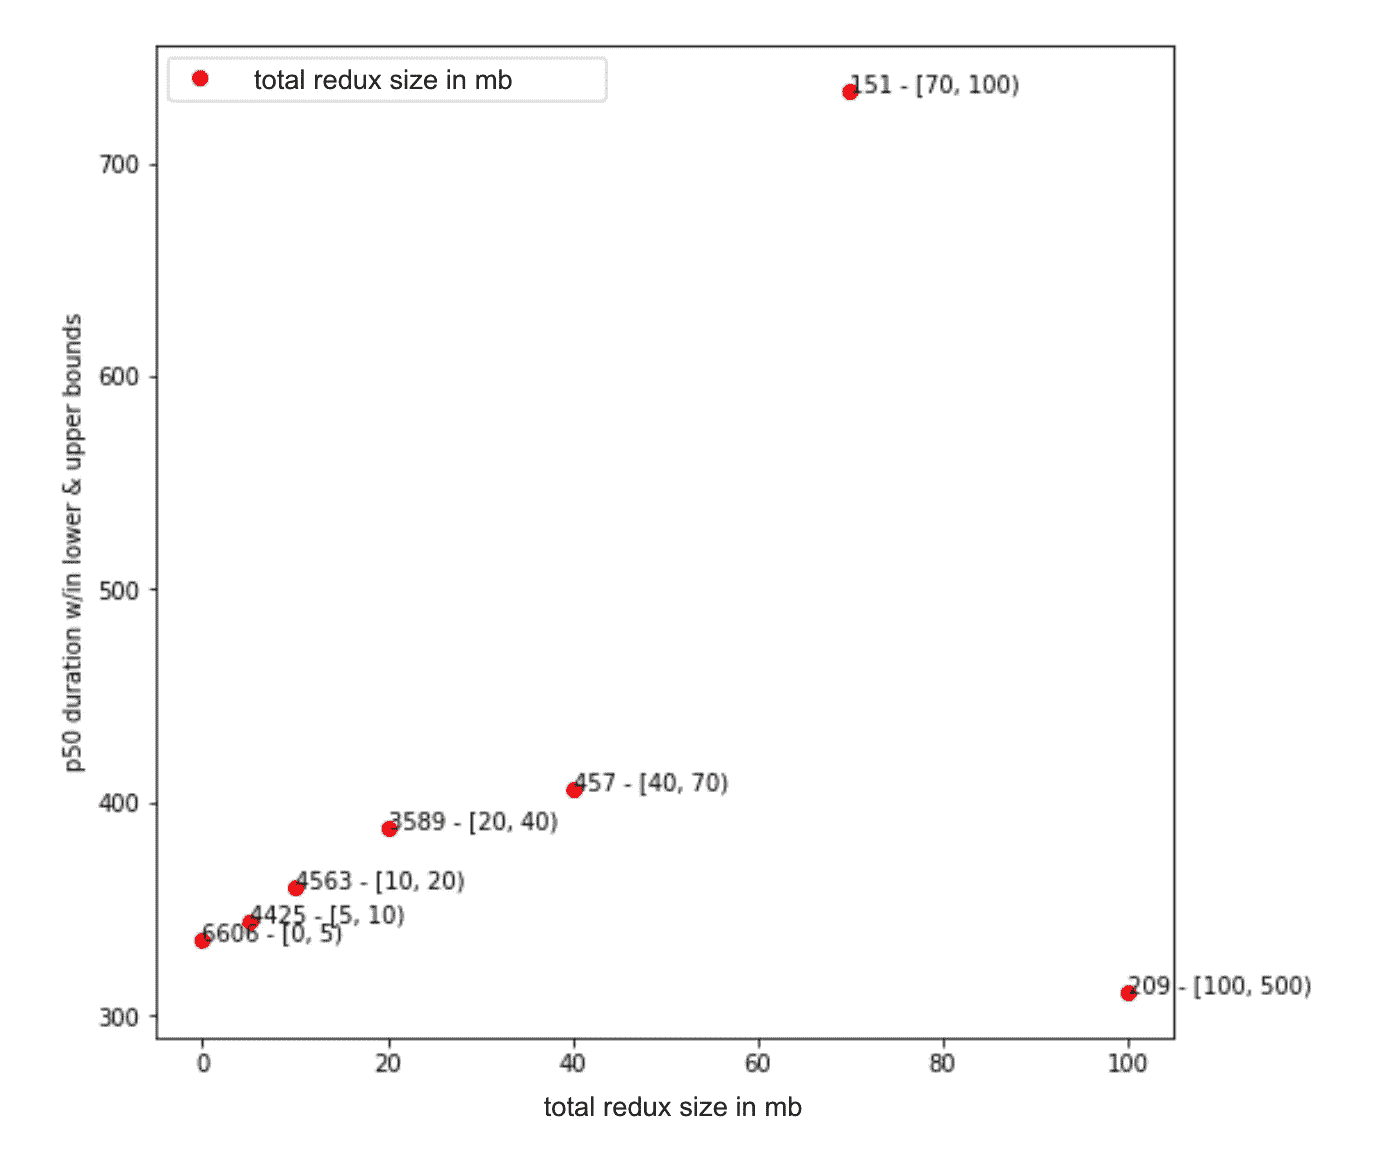 total redux size in mb
151 - [70, 100)
700
600
500
400
300
p50 duration w/in lower & upper bounds
457 - [40, 70)
3589 - [20, 40)
4563 - [10, 20)
4425 - [5, 10)
6606 - [0, 5)
209 - [100, 500)
0 20 40 60 80 100
total redux size in mb